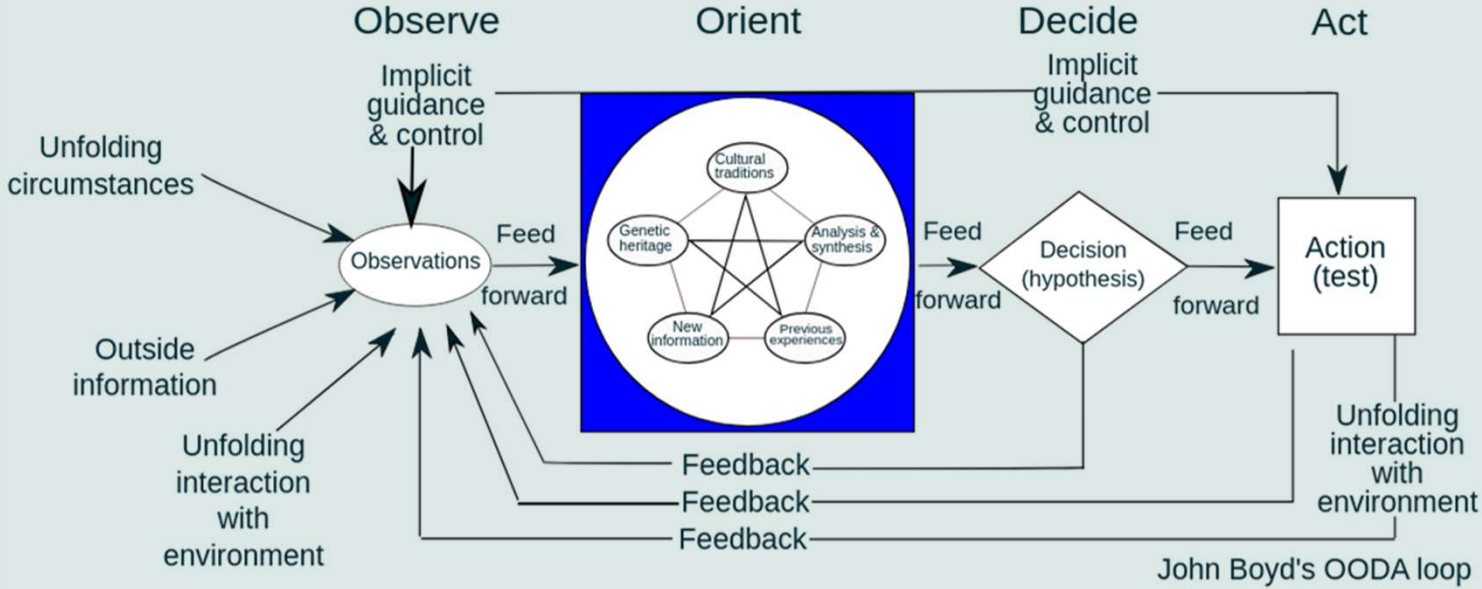 Observe
Orient
Decide
Act
Implicit
guidance
& control
Implicit
guidance
& control
Unfolding
circumstances
Outside
information
Unfolding
interaction
with
environment
Observations
Feed
forward
Cultural
traditions
Genetic
heritage
Analysis &
synthesis
New
information
Previous
experiences
Feed
forward
Decision
(hypothesis)
Feed
forward
Action
(test)
Unfolding
interaction
with
environment
Feedback
Feedback
Feedback
John Boyd's OODA loop